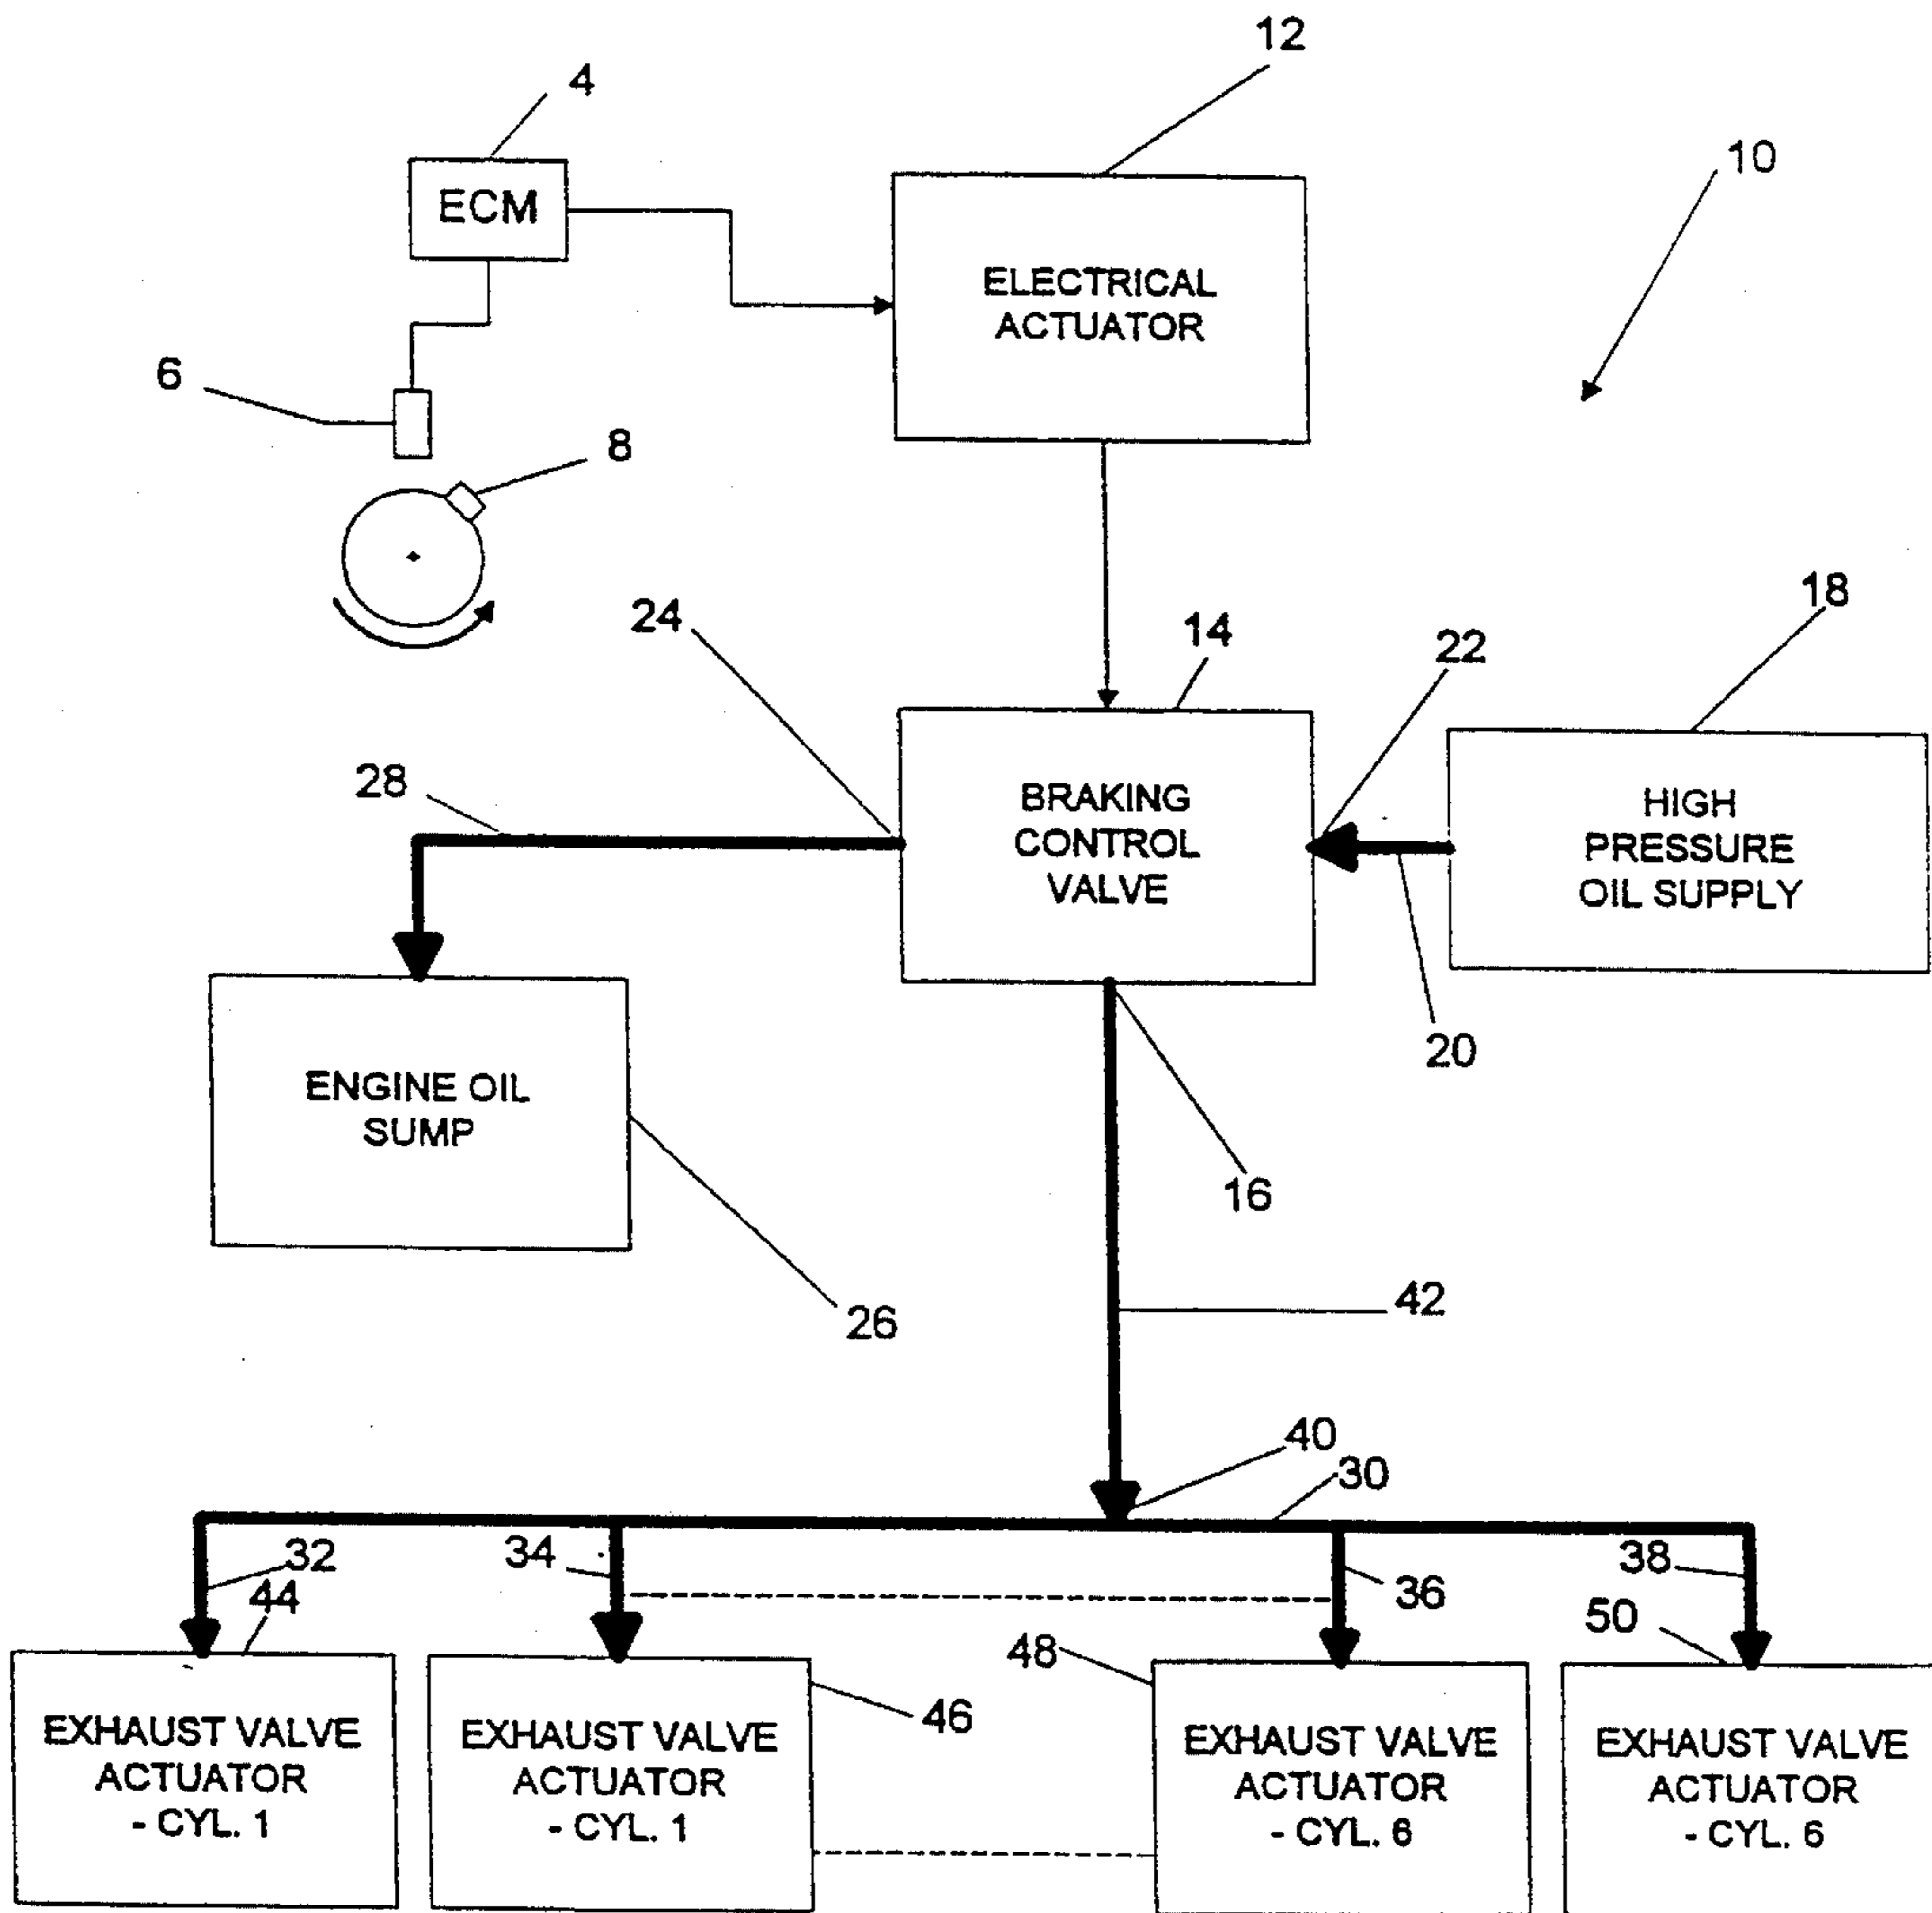 12
4
10
ECM
ELECTRICAL
ACTUATOR
6
8
18
24
14
22
28
BRAKING
CONTROL
VALVE
HIGH
PRESSURE
OIL SUPPLY
20
ENGINE OIL
SUMP
16
26
42
40
30
32
34
36
38
44
50
48
46
EXHAUST VALVE
ACTUATOR
- CYL. 1
EXHAUST VALVE
ACTUATOR
- CYL. 1
EXHAUST VALVE
ACTUATOR
- CYL. 6
EXHAUST VALVE
ACTUATOR
- CYL. 6